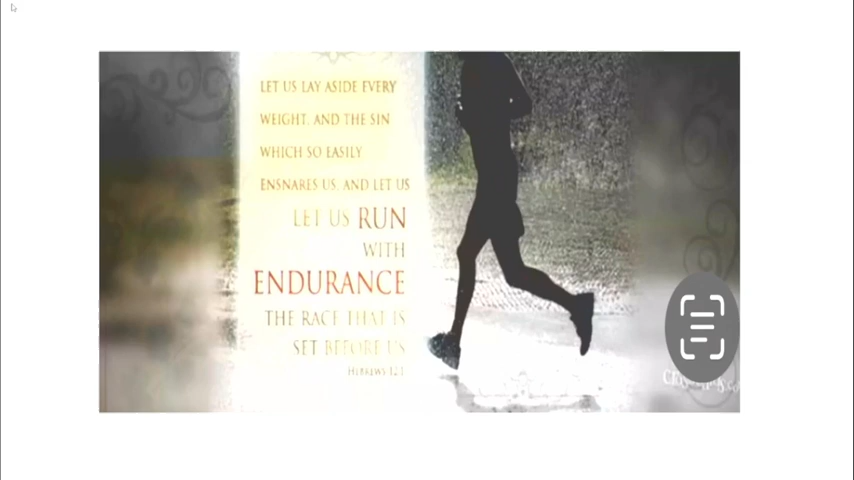 LET US LAY ASIDE EVERY
WEIGHT, AND THE SIN
WHICH SO EASILY
ENSNARES US, AND LET US
LET US RUN
WITH
ENDURANCE
THE RACE THAT IS
SET BEFORE US
HEBREWS 12:1